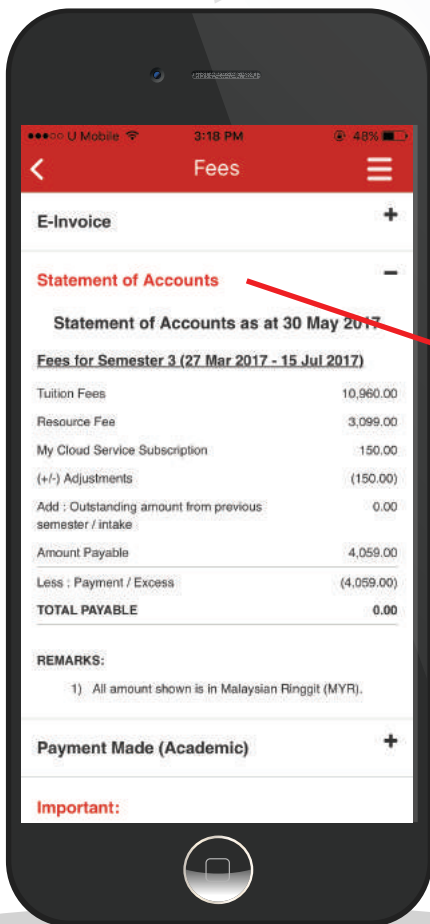 U Mobile 3:18 PM 48%
Fees
E-Invoice +
Statement of Accounts −
Statement of Accounts as at 30 May 2017
Fees for Semester 3 (27 Mar 2017 - 15 Jul 2017)
Tuition Fees 10,960.00
Resource Fee 3,099.00
My Cloud Service Subscription 150.00
(+/-) Adjustments (150.00)
Add : Outstanding amount from previous 0.00
semester / intake
Amount Payable 4,059.00
Less : Payment / Excess (4,059.00)
TOTAL PAYABLE 0.00
REMARKS:
1) All amount shown is in Malaysian Ringgit (MYR).
Payment Made (Academic) +
Important: